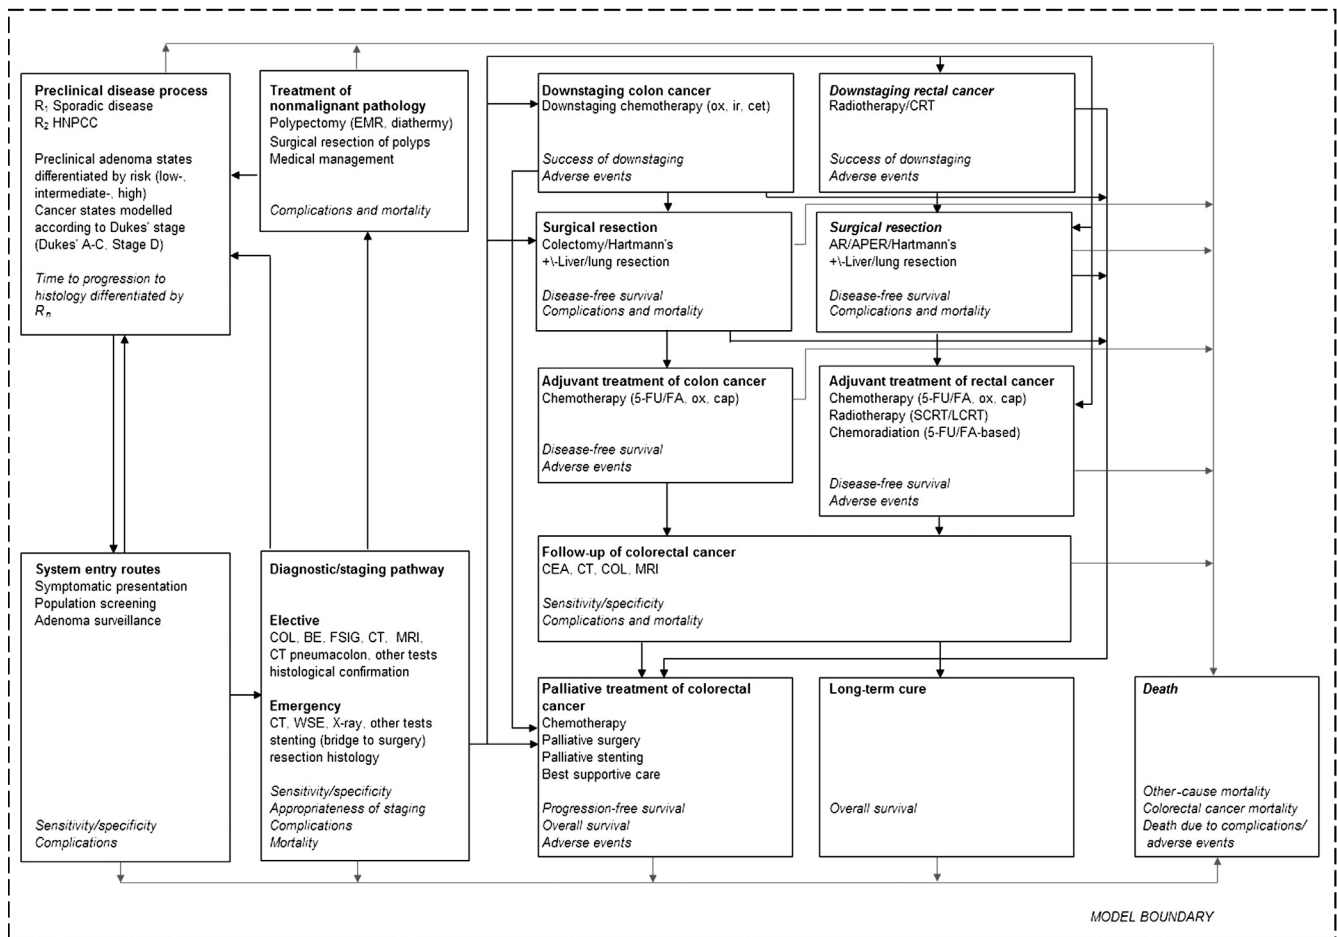 Preclinical disease process
R₁ Sporadic disease
R₂ HNPCC
Preclinical adenoma states
differentiated by risk (low-,
intermediate-, high)
Cancer states modelled
according to Dukes' stage
(Dukes' A-C, Stage D)
Time to progression to
histology differentiated by
Rₙ
Treatment of
nonmalignant pathology
Polypectomy (EMR, diathermy)
Surgical resection of polyps
Medical management
Complications and mortality
Downstaging colon cancer
Downstaging chemotherapy (ox, ir, cet)
Success of downstaging
Adverse events
Downstaging rectal cancer
Radiotherapy/CRT
Success of downstaging
Adverse events
Surgical resection
Colectomy/Hartmann's
+\-Liver/lung resection
Disease-free survival
Complications and mortality
Surgical resection
AR/APER/Hartmann's
+\-Liver/lung resection
Disease-free survival
Complications and mortality
Adjuvant treatment of colon cancer
Chemotherapy (5-FU/FA, ox, cap)
Disease-free survival
Adverse events
Adjuvant treatment of rectal cancer
Chemotherapy (5-FU/FA, ox, cap)
Radiotherapy (SCRT/LCRT)
Chemoradiation (5-FU/FA-based)
Disease-free survival
Adverse events
Follow-up of colorectal cancer
CEA, CT, COL, MRI
Sensitivity/specificity
Complications and mortality
System entry routes
Symptomatic presentation
Population screening
Adenoma surveillance
Sensitivity/specificity
Complications
Diagnostic/staging pathway
Elective
COL, BE, FSIG, CT, MRI,
CT pneumacolon, other tests
histological confirmation
Emergency
CT, WSE, X-ray, other tests
stenting (bridge to surgery)
resection histology
Sensitivity/specificity
Appropriateness of staging
Complications
Mortality
Palliative treatment of colorectal
cancer
Chemotherapy
Palliative surgery
Palliative stenting
Best supportive care
Progression-free survival
Overall survival
Adverse events
Long-term cure
Overall survival
Death
Other-cause mortality
Colorectal cancer mortality
Death due to complications/
adverse events
MODEL BOUNDARY